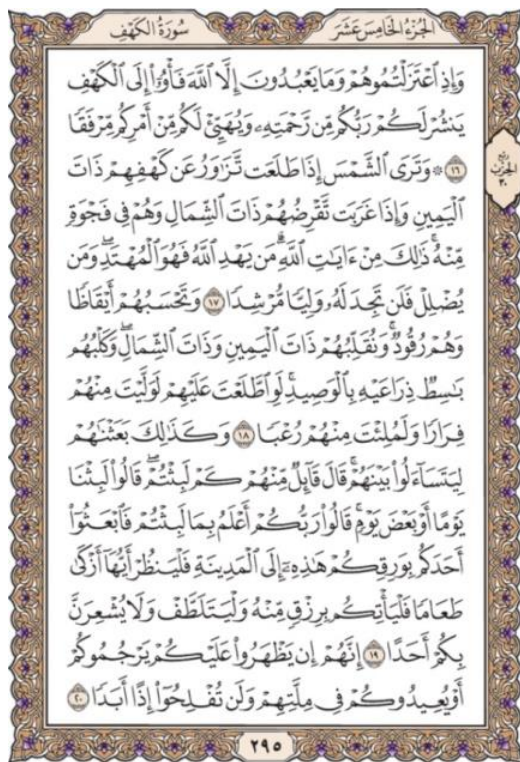 الجزء الخامس عشر
سورة الكهف
وَإِذِ ٱعْتَزَلْتُمُوهُمْ وَمَا يَعْبُدُونَ إِلَّا ٱللَّهَ فَأْوُۥٓا۟ إِلَى ٱلْكَهْفِ
يَنشُرْ لَكُمْ رَبُّكُم مِّن رَّحْمَتِهِۦ وَيُهَيِّئْ لَكُم مِّنْ أَمْرِكُم مِّرْفَقًا
١٦ ۞ وَتَرَى ٱلشَّمْسَ إِذَا طَلَعَت تَّزَٰوَرُ عَن كَهْفِهِمْ ذَاتَ
ربع الحزب ٣٠
ٱلْيَمِينِ وَإِذَا غَرَبَت تَّقْرِضُهُمْ ذَاتَ ٱلشِّمَالِ وَهُمْ فِى فَجْوَةٍ
مِّنْهُ ۚ ذَٰلِكَ مِنْ ءَايَٰتِ ٱللَّهِ ۗ مَن يَهْدِ ٱللَّهُ فَهُوَ ٱلْمُهْتَدِ ۖ وَمَن
يُضْلِلْ فَلَن تَجِدَ لَهُۥ وَلِيًّا مُّرْشِدًا ١٧ وَتَحْسَبُهُمْ أَيْقَاظًا
وَهُمْ رُقُودٌ ۚ وَنُقَلِّبُهُمْ ذَاتَ ٱلْيَمِينِ وَذَاتَ ٱلشِّمَالِ ۖ وَكَلْبُهُم
بَٰسِطٌ ذِرَاعَيْهِ بِٱلْوَصِيدِ ۚ لَوِ ٱطَّلَعْتَ عَلَيْهِمْ لَوَلَّيْتَ مِنْهُمْ
فِرَارًا وَلَمُلِئْتَ مِنْهُمْ رُعْبًا ١٨ وَكَذَٰلِكَ بَعَثْنَٰهُمْ
لِيَتَسَآءَلُوا۟ بَيْنَهُمْ ۚ قَالَ قَآئِلٌ مِّنْهُمْ كَمْ لَبِثْتُمْ ۖ قَالُوا۟ لَبِثْنَا
يَوْمًا أَوْ بَعْضَ يَوْمٍ ۚ قَالُوا۟ رَبُّكُمْ أَعْلَمُ بِمَا لَبِثْتُمْ فَٱبْعَثُوٓا۟
أَحَدَكُم بِوَرِقِكُمْ هَٰذِهِۦٓ إِلَى ٱلْمَدِينَةِ فَلْيَنظُرْ أَيُّهَآ أَزْكَىٰ
طَعَامًا فَلْيَأْتِكُم بِرِزْقٍ مِّنْهُ وَلْيَتَلَطَّفْ وَلَا يُشْعِرَنَّ
بِكُمْ أَحَدًا ١٩ إِنَّهُمْ إِن يَظْهَرُوا۟ عَلَيْكُمْ يَرْجُمُوكُمْ
أَوْ يُعِيدُوكُمْ فِى مِلَّتِهِمْ وَلَن تُفْلِحُوٓا۟ إِذًا أَبَدًا ٢٠
٢٩٥